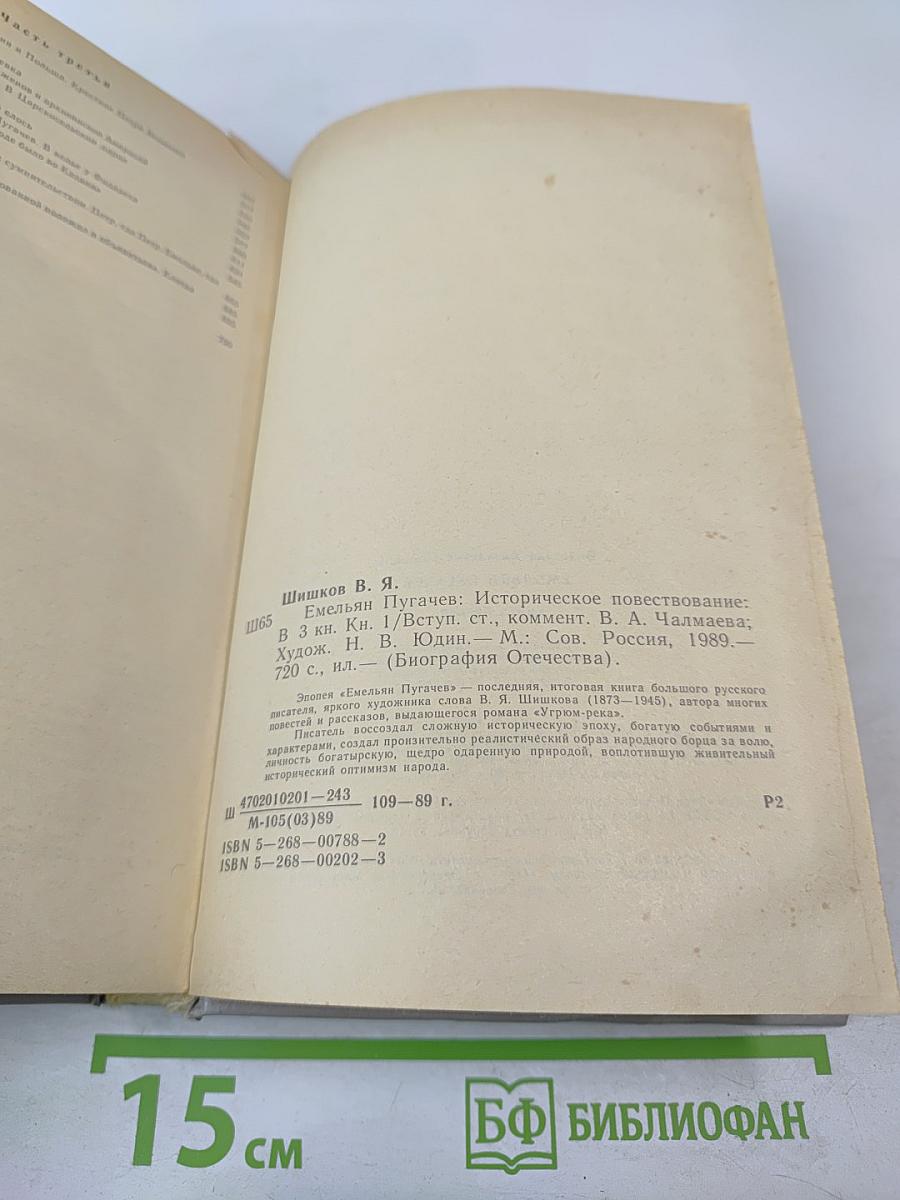 Часть третья
Шишков В. Я.
Ш65 Емельян Пугачев: Историческое повествование:
В 3 кн. Кн. 1/Вступ. ст., коммент. В. А. Чалмаева;
Худож. Н. В. Юдин.— М.: Сов. Россия, 1989.—
720 с., ил.— (Биография Отечества).
Эпопея «Емельян Пугачев» — последняя, итоговая книга большого русского
писателя, яркого художника слова В. Я. Шишкова (1873—1945), автора многих
повестей и рассказов, выдающегося романа «Угрюм-река».
Писатель воссоздал сложную историческую эпоху, богатую событиями и
характерами, создал пронзительно реалистический образ народного борца за волю,
личность богатырскую, щедро одаренную природой, воплотившую живительный
исторический оптимизм народа.
Ш 4702010201—243 109—89 г. Р2
М-105(03)89
ISBN 5—268—00788—2
ISBN 5—268—00202—3
15 см
БФ БИБЛИОФАН